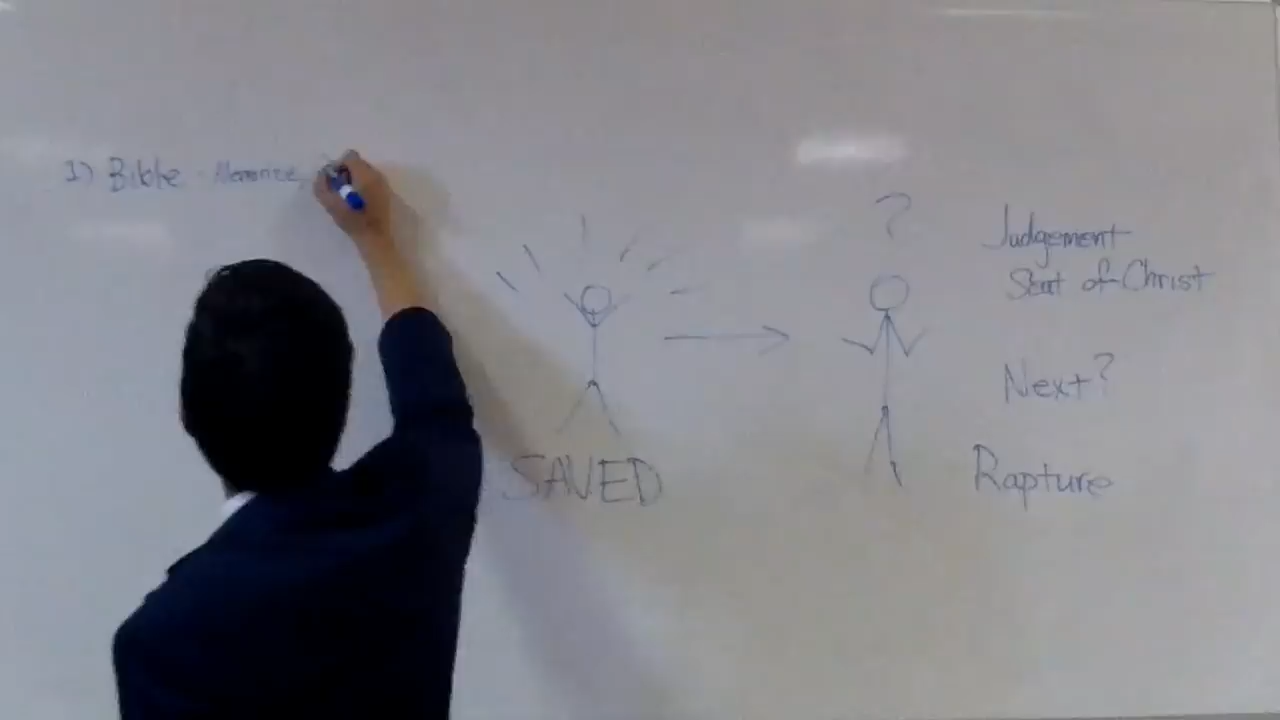 1) Bible - Memorize
SAVED
?
Judgement
Seat of Christ
Next?
Rapture